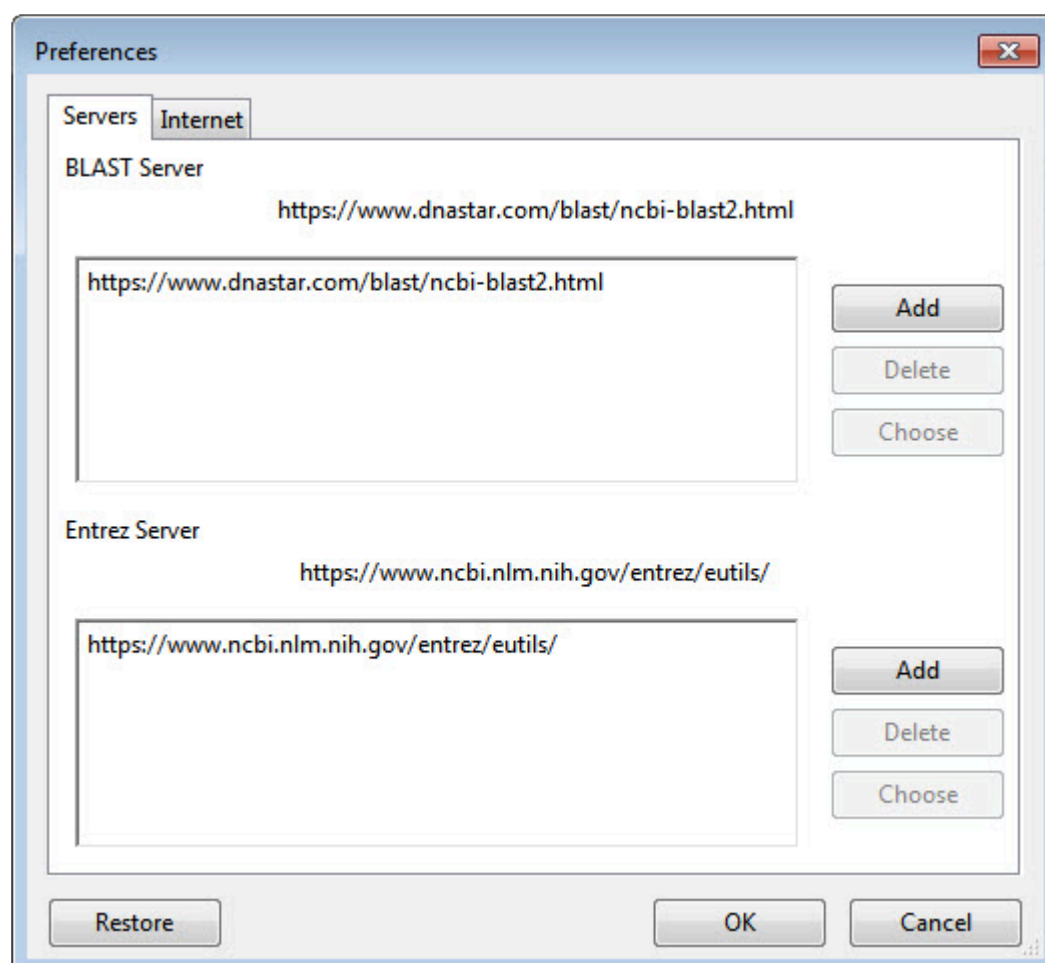 Preferences
Servers Internet
BLAST Server
https://www.dnastar.com/blast/ncbi-blast2.html
https://www.dnastar.com/blast/ncbi-blast2.html
Add
Delete
Choose
Entrez Server
https://www.ncbi.nlm.nih.gov/entrez/eutils/
https://www.ncbi.nlm.nih.gov/entrez/eutils/
Add
Delete
Choose
Restore OK Cancel